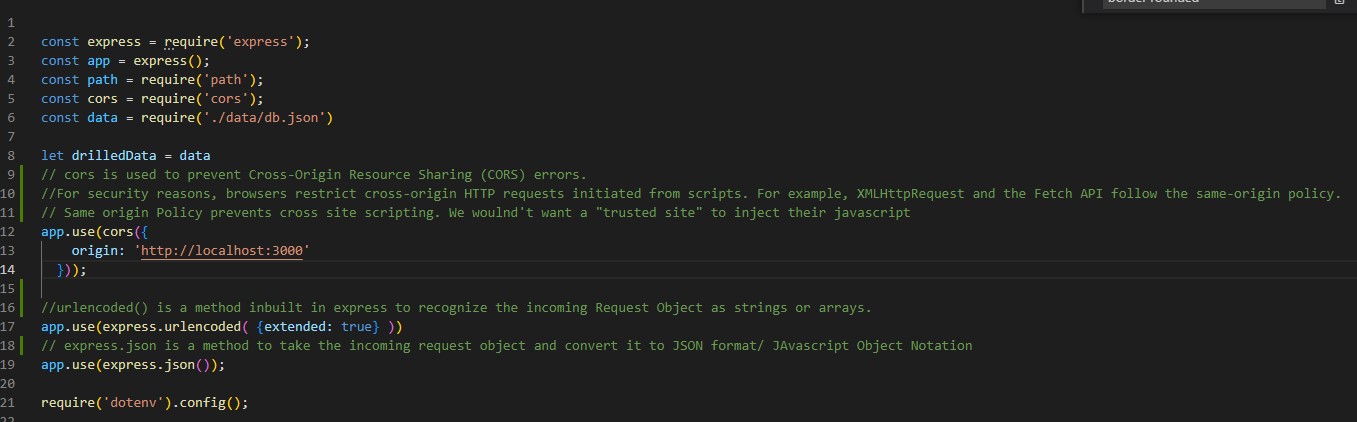 border rounded
1
2 const express = require('express');
3 const app = express();
4 const path = require('path');
5 const cors = require('cors');
6 const data = require('./data/db.json')
7
8 let drilledData = data
9 // cors is used to prevent Cross-Origin Resource Sharing (CORS) errors.
10 //For security reasons, browsers restrict cross-origin HTTP requests initiated from scripts. For example, XMLHttpRequest and the Fetch API follow the same-origin policy.
11 // Same origin Policy prevents cross site scripting. We woulnd't want a "trusted site" to inject their javascript
12 app.use(cors({
13 origin: 'http://localhost:3000'
14 }));
15
16 //urlencoded() is a method inbuilt in express to recognize the incoming Request Object as strings or arrays.
17 app.use(express.urlencoded( {extended: true} ))
18 // express.json is a method to take the incoming request object and convert it to JSON format/ JAvascript Object Notation
19 app.use(express.json());
20
21 require('dotenv').config();
22